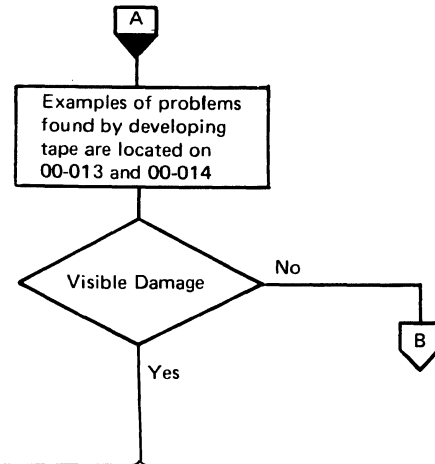 A
Examples of problems
found by developing
tape are located on
00-013 and 00-014
Visible Damage
No
B
Yes